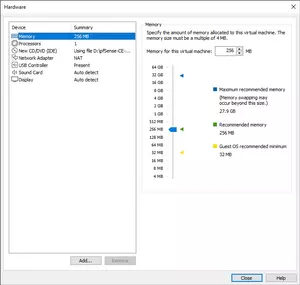 Hardware
Device Summary
Memory 256 MB
Processors 1
New CD/DVD (IDE) Using file D:\pfSense-CE-...
Network Adapter NAT
USB Controller Present
Sound Card Auto detect
Display Auto detect
Add...
Remove
Memory
Specify the amount of memory allocated to this virtual machine. The
memory size must be a multiple of 4 MB.
Memory for this virtual machine: 256 MB
64 GB
32 GB
16 GB
8 GB
4 GB
2 GB
1 GB
512 MB
256 MB
128 MB
64 MB
32 MB
16 MB
8 MB
4 MB
Maximum recommended memory
(Memory swapping may
occur beyond this size.)
27.9 GB
Recommended memory
256 MB
Guest OS recommended minimum
32 MB
Close
Help